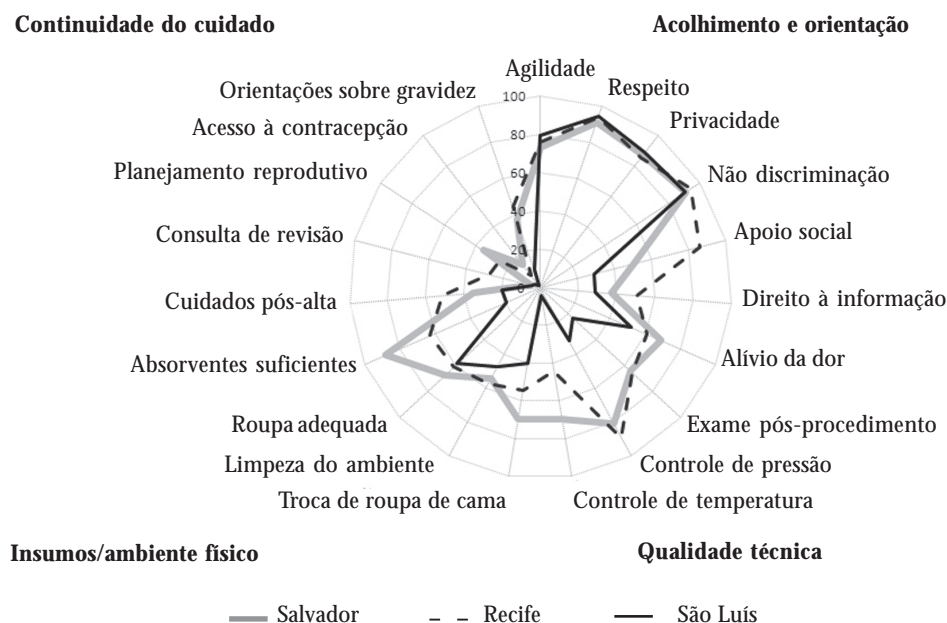 Continuidade do cuidado
Acolhimento e orientação
Agilidade
Orientações sobre gravidez
Respeito
100
Acesso à contracepção
Privacidade
80
Planejamento reprodutivo
Não discriminação
60
40
Consulta de revisão
Apoio social
20
Cuidados pós-alta
0
Direito à informação
Absorventes suficientes
Alívio da dor
Roupa adequada
Exame pós-procedimento
Limpeza do ambiente
Controle de pressão
Troca de roupa de cama
Controle de temperatura
Insumos/ambiente físico
Qualidade técnica
Salvador
Recife
São Luís